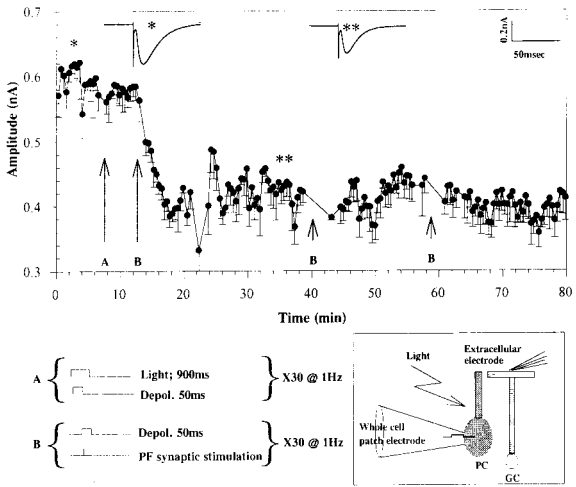 0.7
*
*
**
0.2nA
50msec
0.6
Amplitude (nA)
0.5
**
0.4
0.3
A
B
B
B
0
10
20
30
40
50
60
70
80
Time (min)
A
Light; 900ms
Depol. 50ms
X30 @ 1Hz
B
Depol. 50ms
PF synaptic stimulation
X30 @ 1Hz
Extracellular
electrode
Light
Whole cell
patch electrode
PC
GC